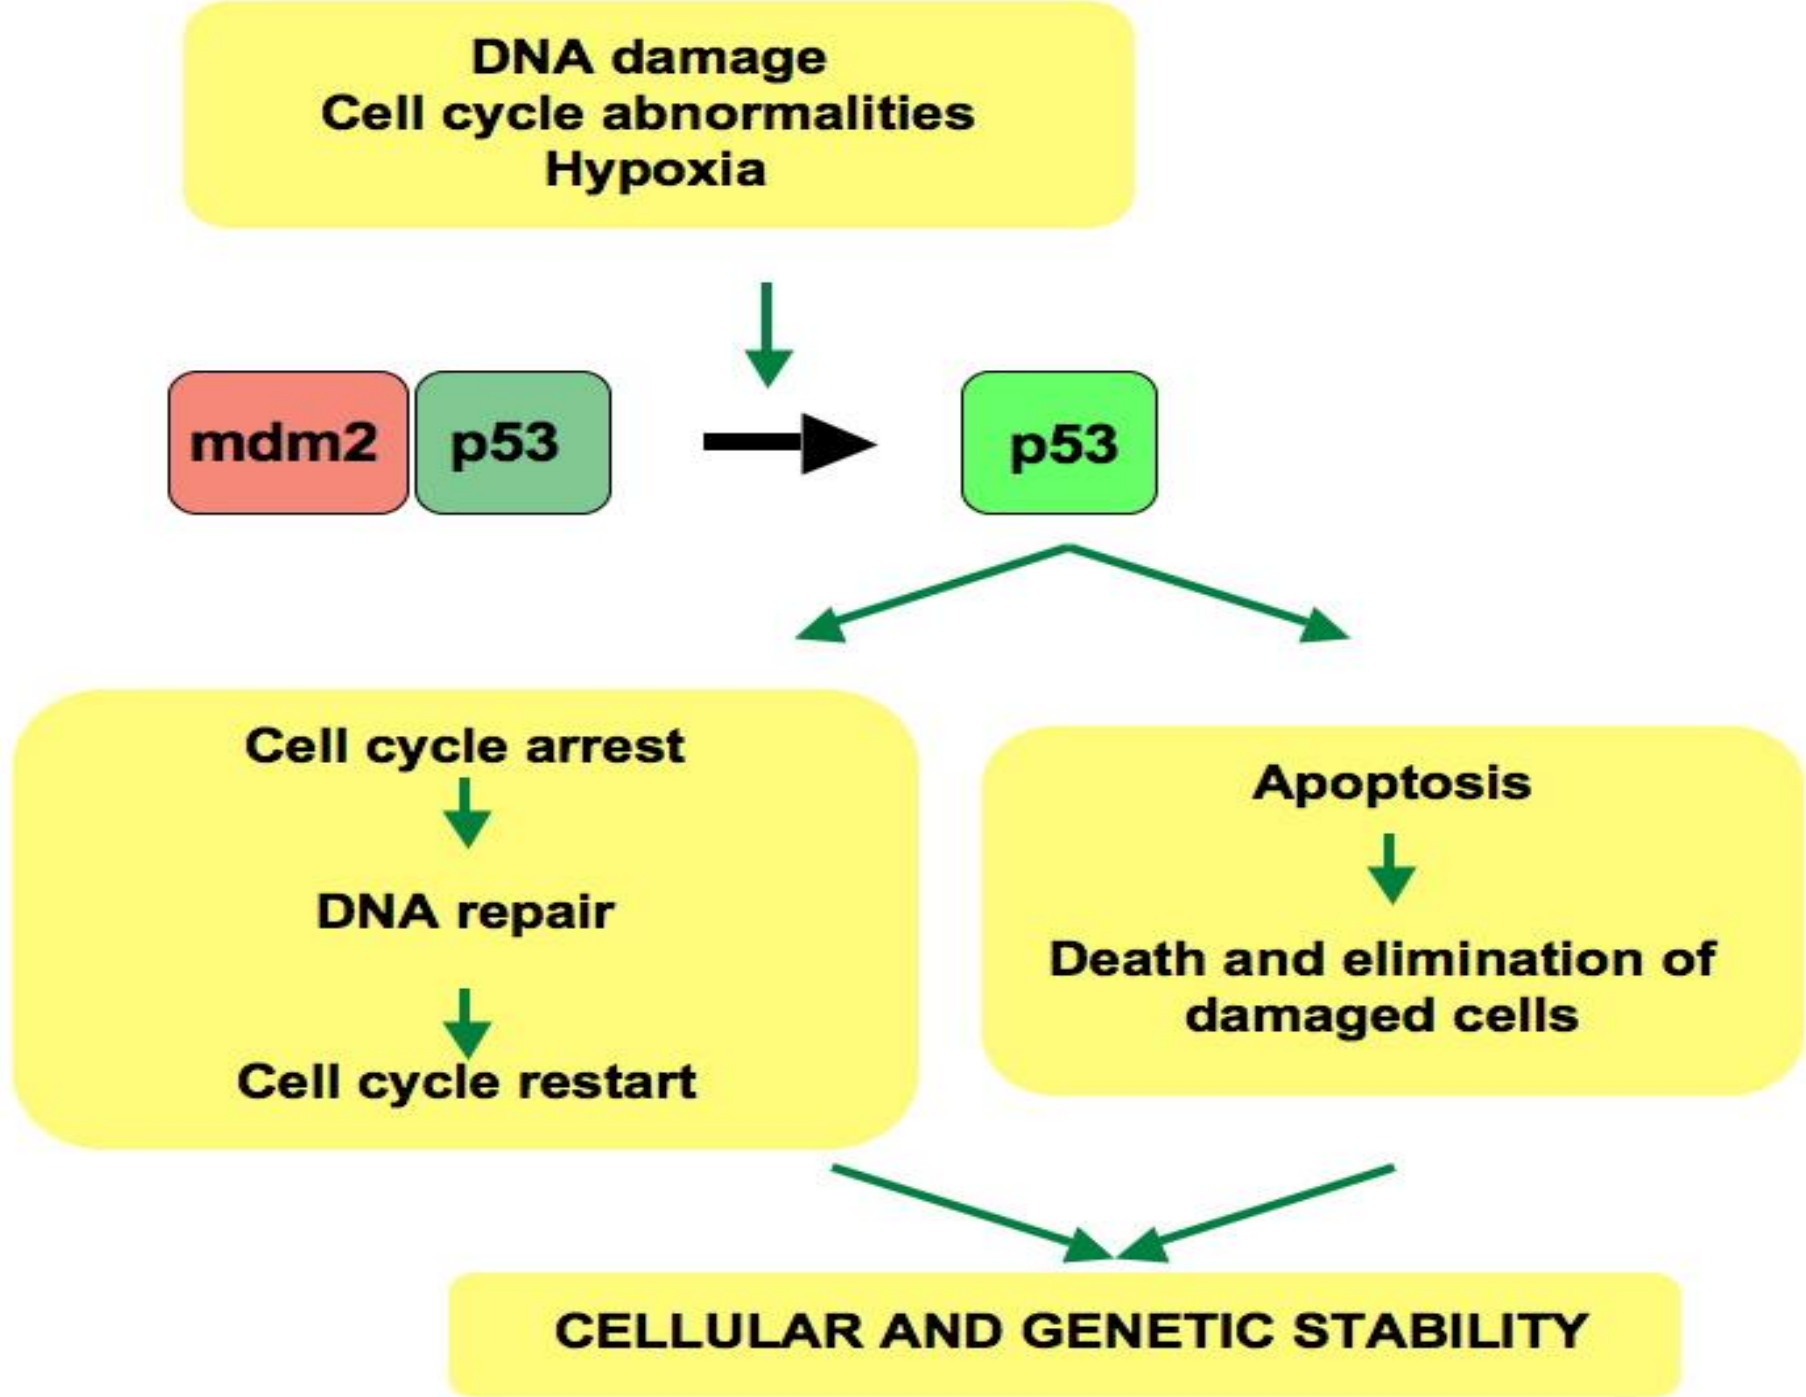 DNA damage
Cell cycle abnormalities
Hypoxia
mdm2
p53
p53
Cell cycle arrest
DNA repair
Cell cycle restart
Apoptosis
Death and elimination of
damaged cells
CELLULAR AND GENETIC STABILITY